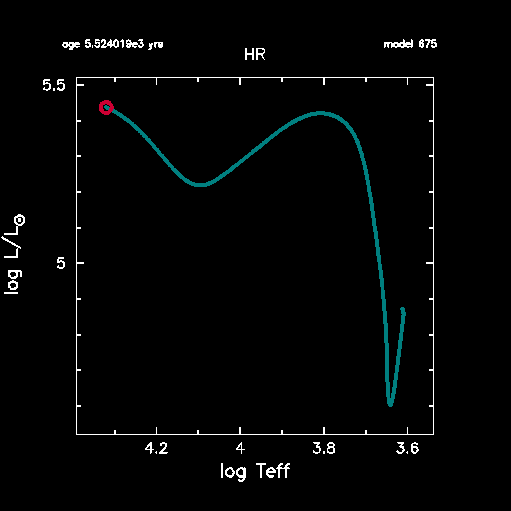 age 5.524019e3 yrs
model 675
HR
5.5
5
log L/L⊙
4.2
4
3.8
3.6
log Teff